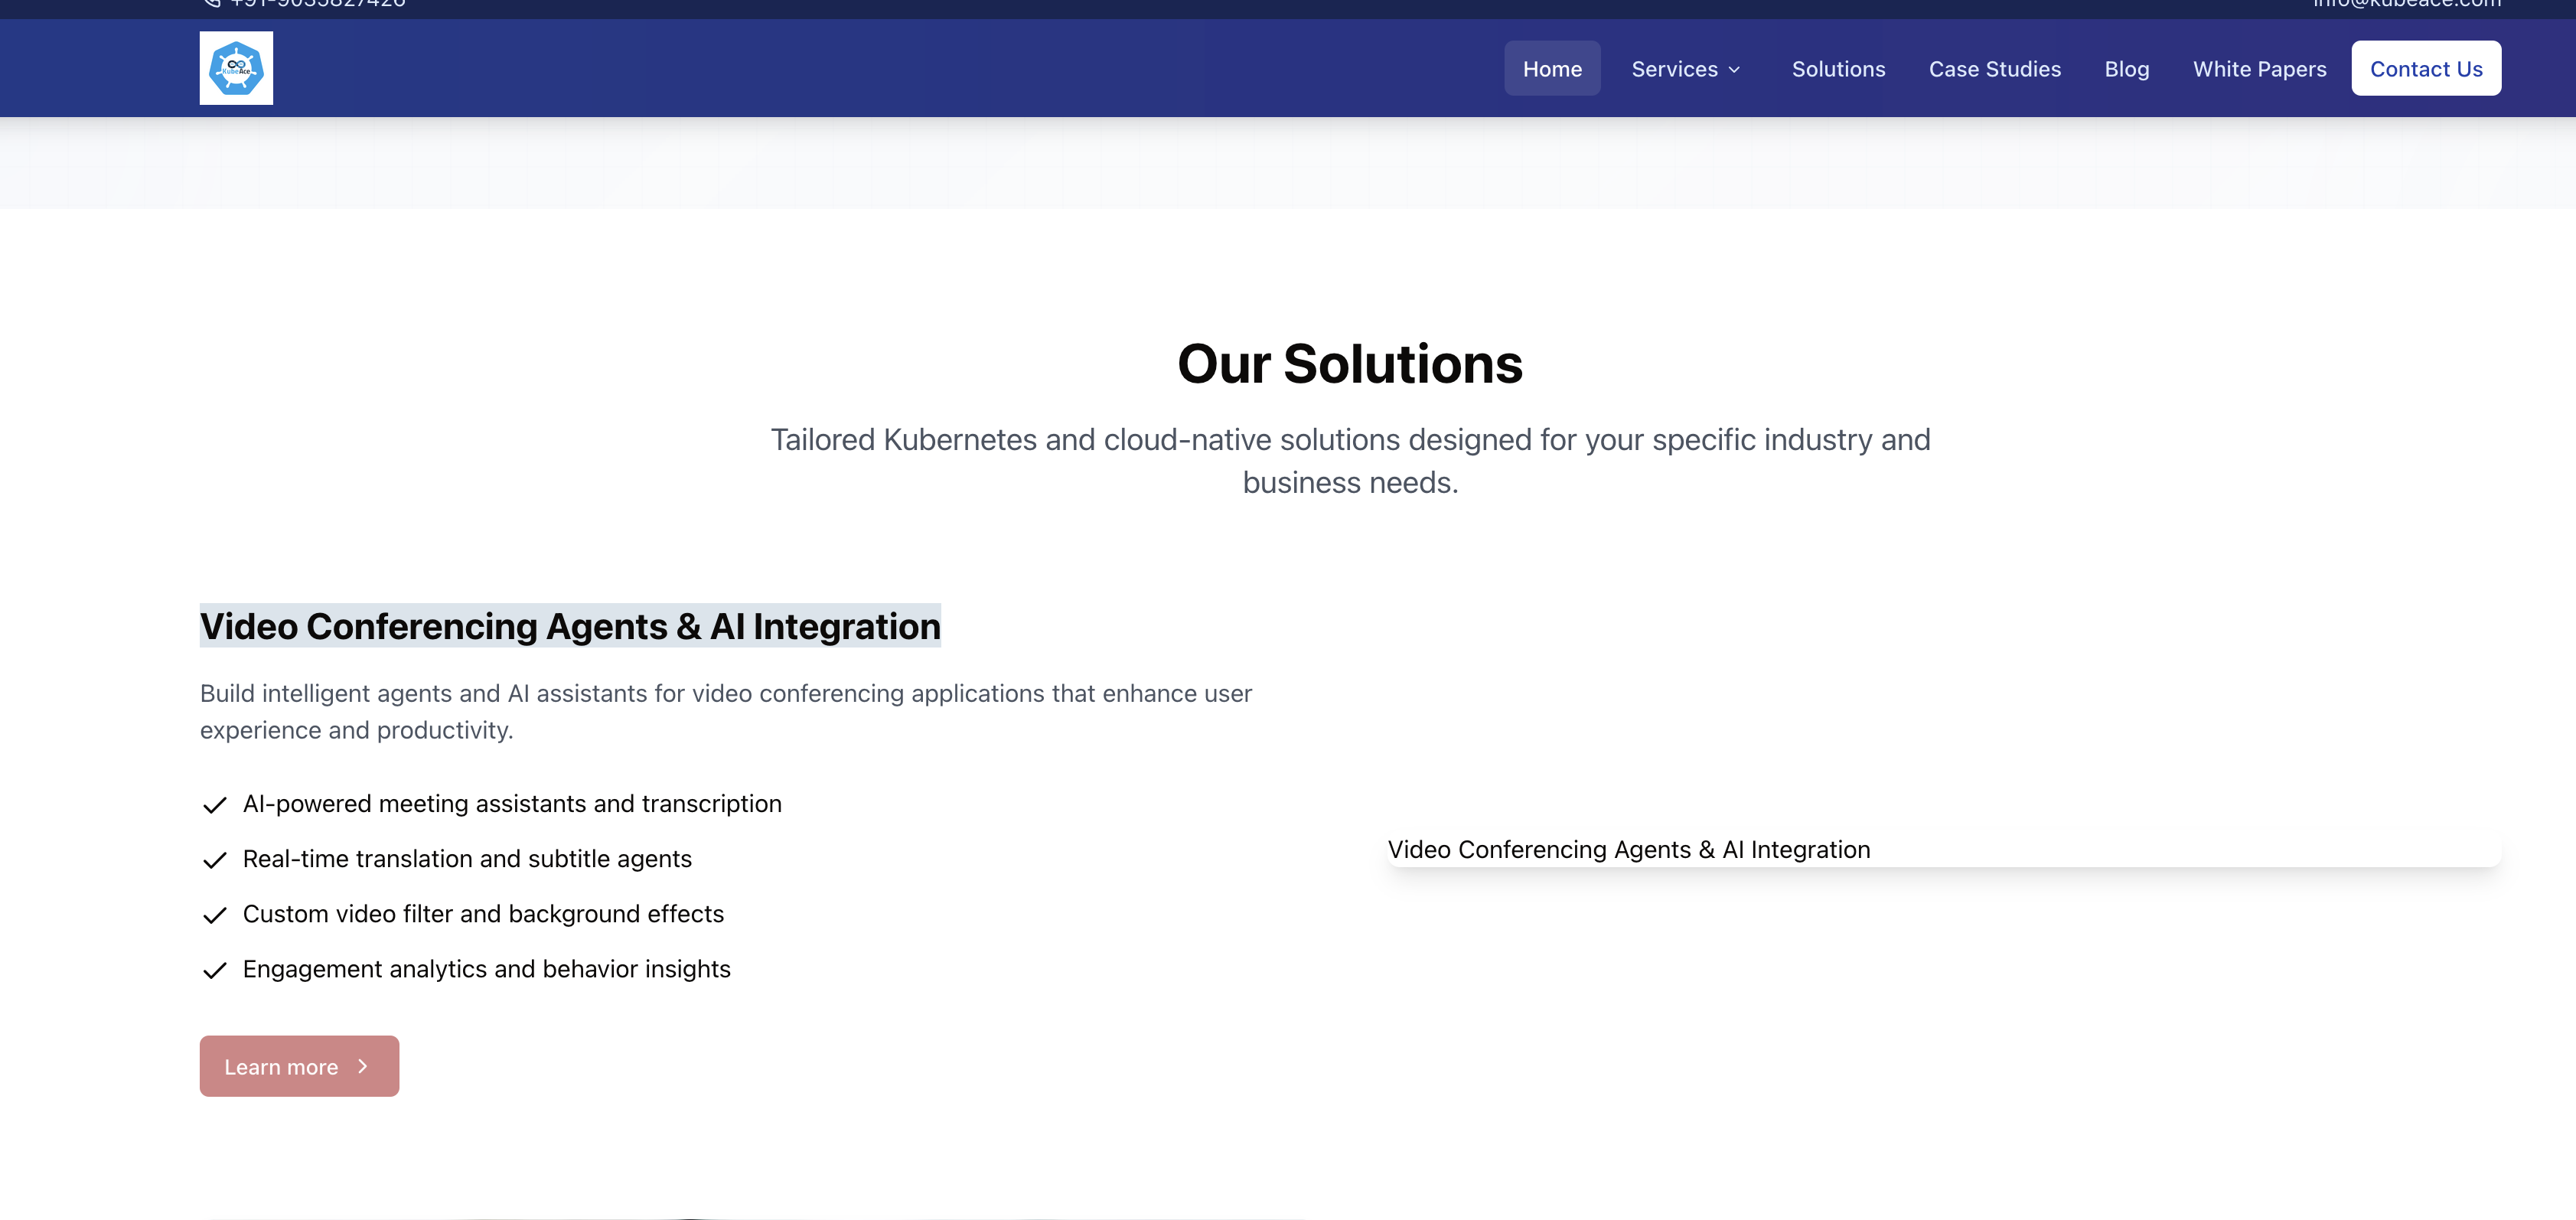 +91-9035827426
info@kubeace.com
KubeAce
Home
Services
Solutions
Case Studies
Blog
White Papers
Contact Us
Our Solutions
Tailored Kubernetes and cloud-native solutions designed for your specific industry and
business needs.
Video Conferencing Agents & AI Integration
Build intelligent agents and AI assistants for video conferencing applications that enhance user
experience and productivity.
AI-powered meeting assistants and transcription
Real-time translation and subtitle agents
Custom video filter and background effects
Engagement analytics and behavior insights
Learn more
Video Conferencing Agents & AI Integration